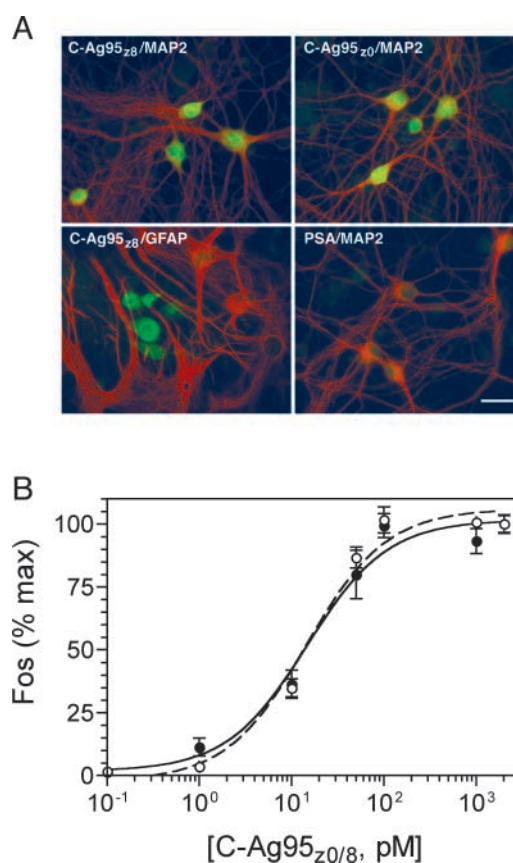 A
C-Ag95z8/MAP2
C-Ag95z0/MAP2
C-Ag95z8/GFAP
PSA/MAP2
B
Fos (% max)
100
75
50
25
0
10⁻¹ 10⁰ 10¹ 10² 10³
[C-Ag95z0/8, pM]